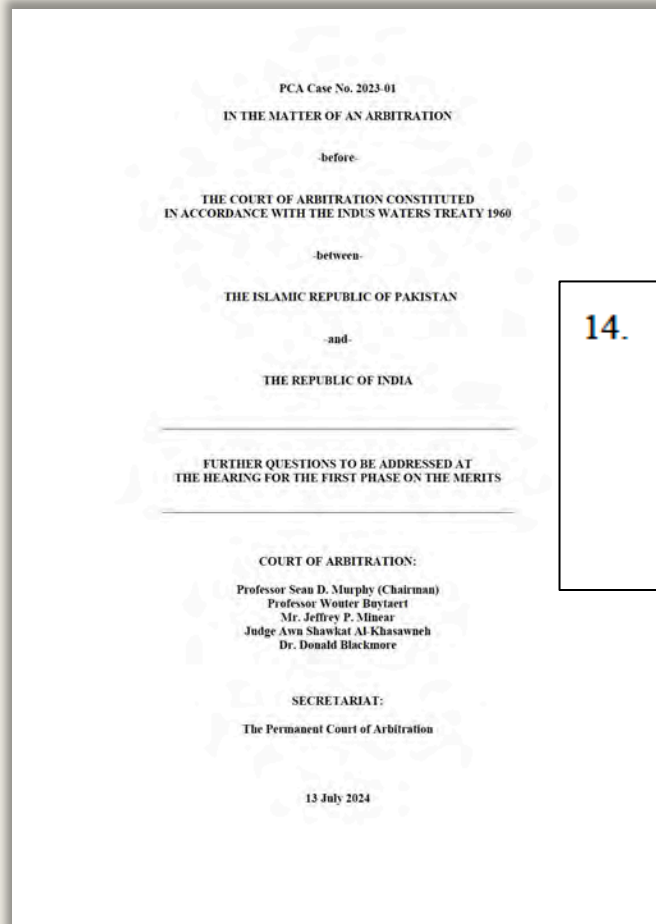 PCA Case No. 2023-01
IN THE MATTER OF AN ARBITRATION
-before-
THE COURT OF ARBITRATION CONSTITUTED
IN ACCORDANCE WITH THE INDUS WATERS TREATY 1960
-between-
THE ISLAMIC REPUBLIC OF PAKISTAN
-and-
THE REPUBLIC OF INDIA
FURTHER QUESTIONS TO BE ADDRESSED AT
THE HEARING FOR THE FIRST PHASE ON THE MERITS
COURT OF ARBITRATION:
Professor Sean D. Murphy (Chairman)
Professor Wouter Buytaert
Mr. Jeffrey P. Minear
Judge Awn Shawkat Al-Khasawneh
Dr. Donald Blackmore
SECRETARIAT:
The Permanent Court of Arbitration
13 July 2024
14.